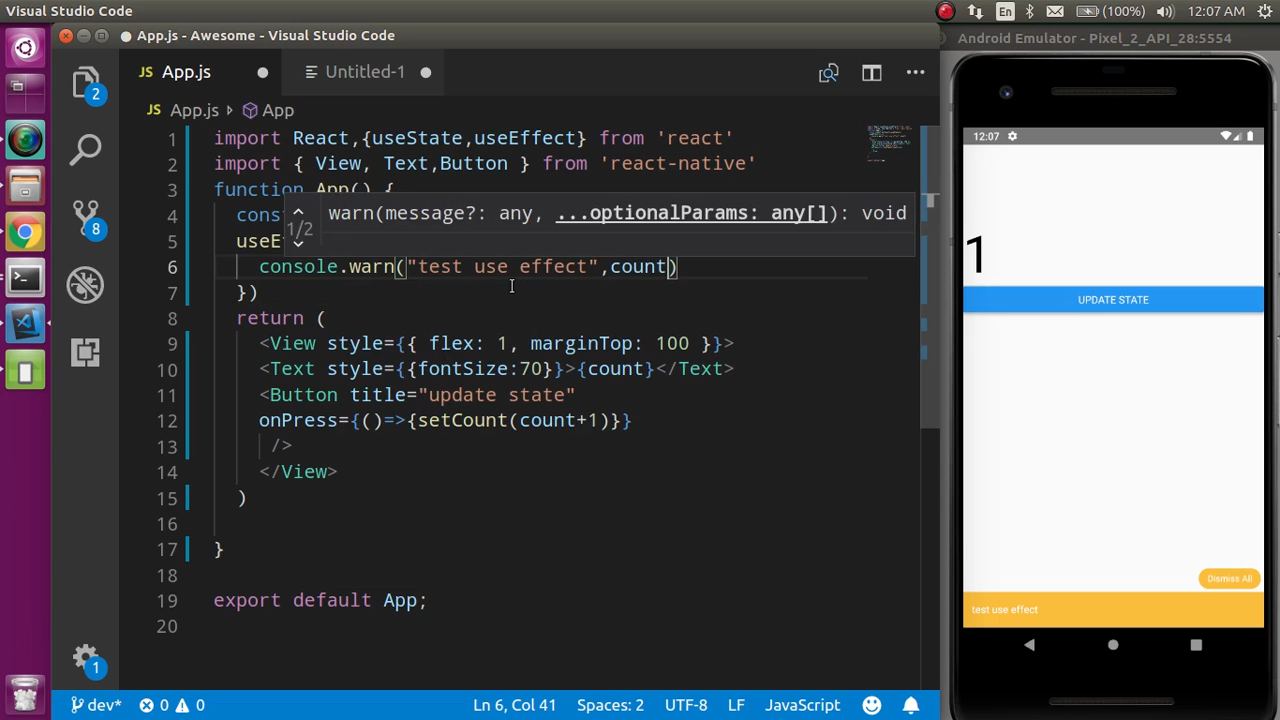 Visual Studio Code
En
(100%)
12:07 AM
App.js - Awesome - Visual Studio Code
Android Emulator - Pixel_2_API_28:5554
JS App.js
Untitled-1
JS App.js App
1 import React,{useState,useEffect} from 'react'
2 import { View, Text,Button } from 'react-native'
3 function App() {
4 cons
warn(message?: any, ...optionalParams: any[]): void
1/2
5 useE
6 console.warn("test use effect",count)
7 })
8 return (
9 <View style={{ flex: 1, marginTop: 100 }}>
10 <Text style={{fontSize:70}}>{count}</Text>
11 <Button title="update state"
12 onPress={()=>{setCount(count+1)}}
13 />
14 </View>
15 )
16
17 }
18
19 export default App;
20
2
8
1
dev* 0 0
Ln 6, Col 41
Spaces: 2
UTF-8
LF
JavaScript
12:07
1
UPDATE STATE
Dismiss All
test use effect